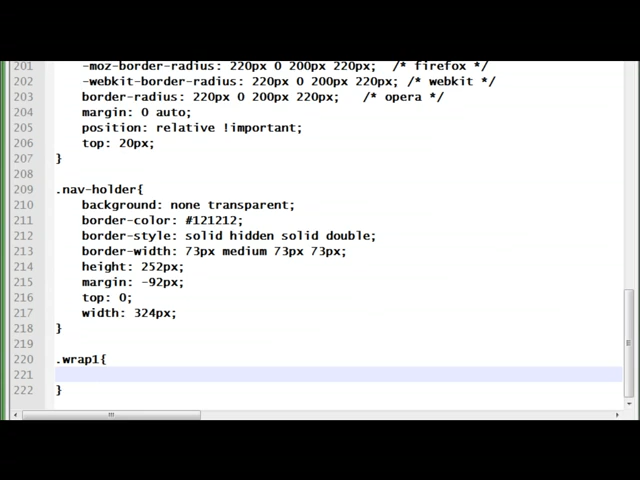 201 -moz-border-radius: 220px 0 200px 220px; /* firefox */
202 -webkit-border-radius: 220px 0 200px 220px; /* webkit */
203 border-radius: 220px 0 200px 220px; /* opera */
204 margin: 0 auto;
205 position: relative !important;
206 top: 20px;
207 }
208
209 .nav-holder{
210 background: none transparent;
211 border-color: #121212;
212 border-style: solid hidden solid double;
213 border-width: 73px medium 73px 73px;
214 height: 252px;
215 margin: -92px;
216 top: 0;
217 width: 324px;
218 }
219
220 .wrap1{
221
222 }